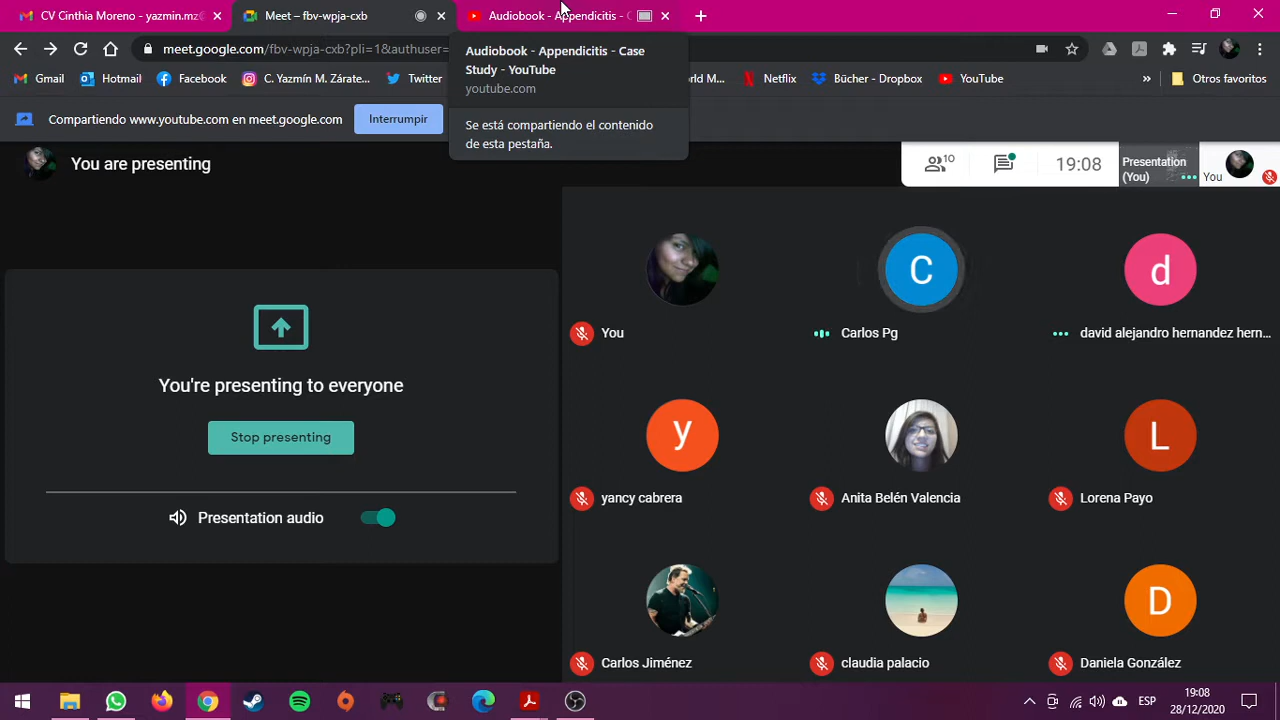 CV Cinthia Moreno - yazmin.mz
Meet – fbv-wpja-cxb
Audiobook - Appendicitis - C
meet.google.com/fbv-wpja-cxb?pli=1&authuser=
Gmail
Hotmail
Facebook
C. Yazmín M. Zárate...
Twitter
ld M...
Netflix
Bücher - Dropbox
YouTube
»
Otros favoritos
Audiobook - Appendicitis - Case
Study - YouTube
youtube.com
Se está compartiendo el contenido
de esta pestaña.
Compartiendo www.youtube.com en meet.google.com
Interrumpir
You are presenting
10
19:08
Presentation
(You)
You
You're presenting to everyone
Stop presenting
Presentation audio
You
C
Carlos Pg
d
david alejandro hernandez hern...
y
yancy cabrera
Anita Belén Valencia
L
Lorena Payo
Carlos Jiménez
claudia palacio
D
Daniela González
ESP
19:08
28/12/2020